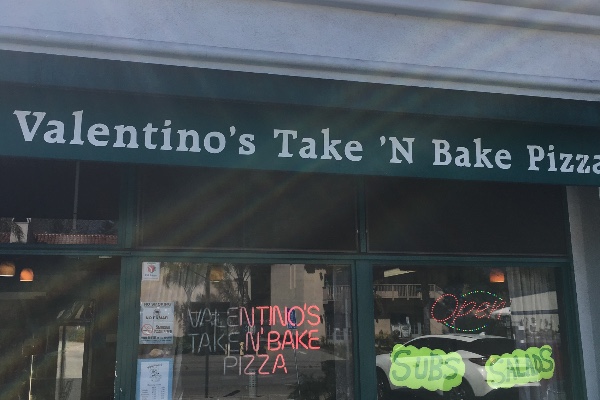 Valentino's Take 'N Bake Pizza
VALENTINO'S
TAKE N' BAKE
PIZZA
Open
SUBS
SALADS